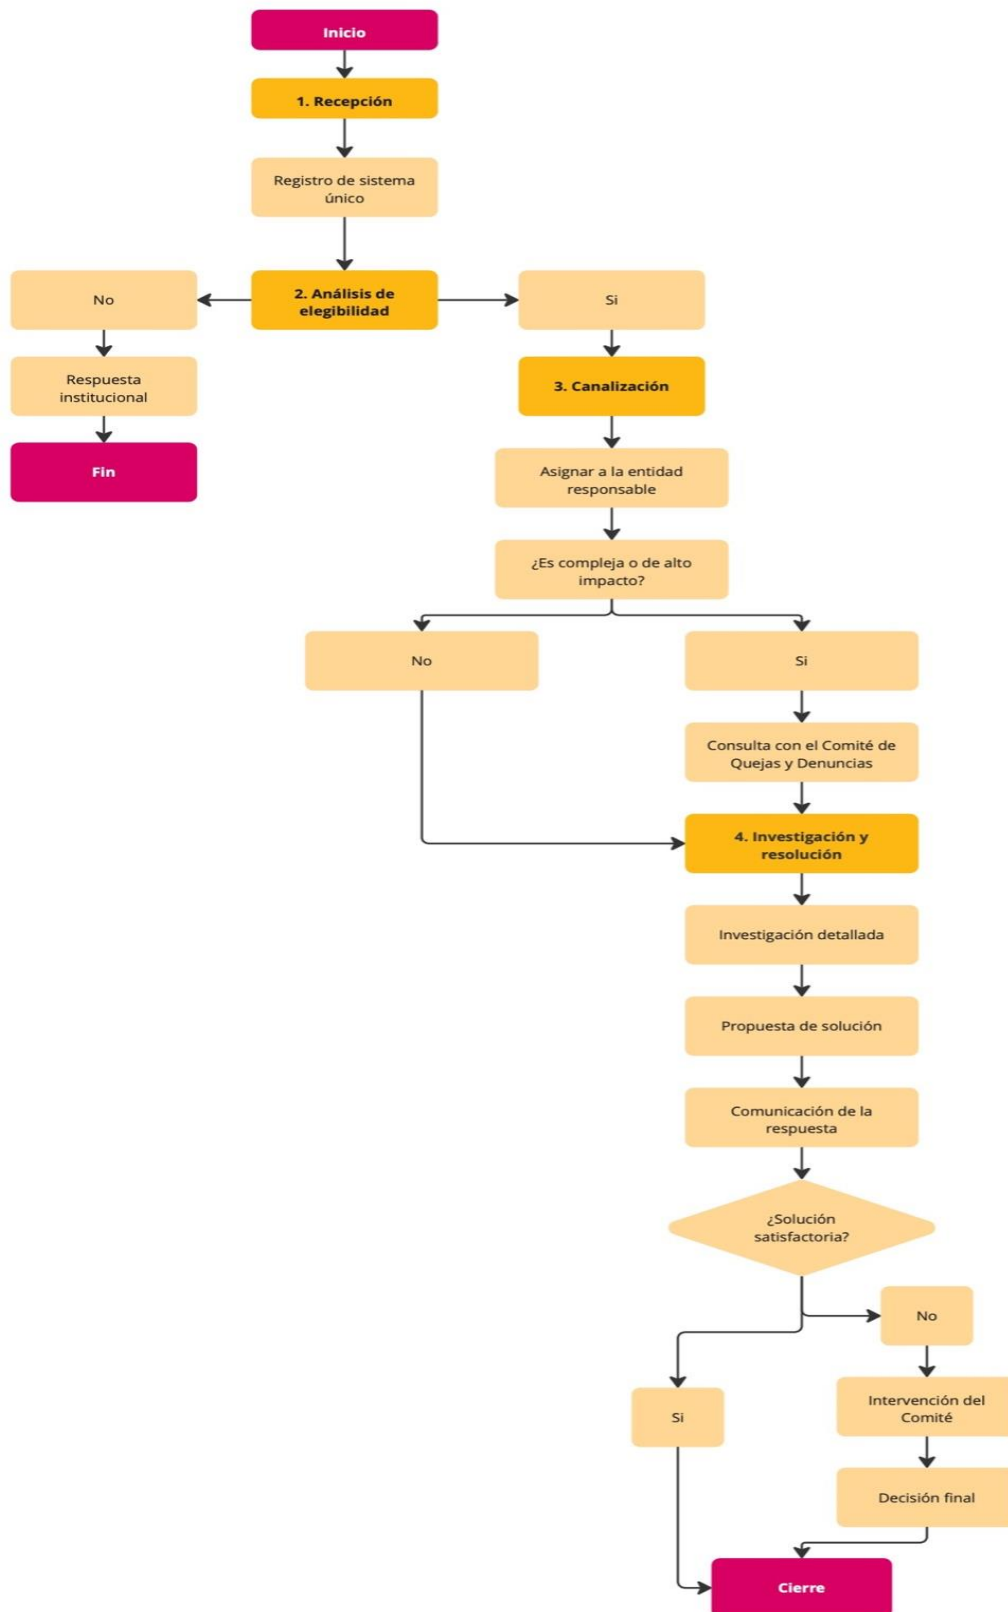 Inicio
1. Recepción
Registro de sistema
único
No
2. Análisis de
elegibilidad
Si
Respuesta
institucional
3. Canalización
Fin
Asignar a la entidad
responsable
¿Es compleja o de alto
impacto?
No
Si
Consulta con el Comité de
Quejas y Denuncias
4. Investigación y
resolución
Investigación detallada
Propuesta de solución
Comunicación de la
respuesta
¿Solución
satisfactoria?
No
Si
Intervención del
Comité
Decisión final
Cierre